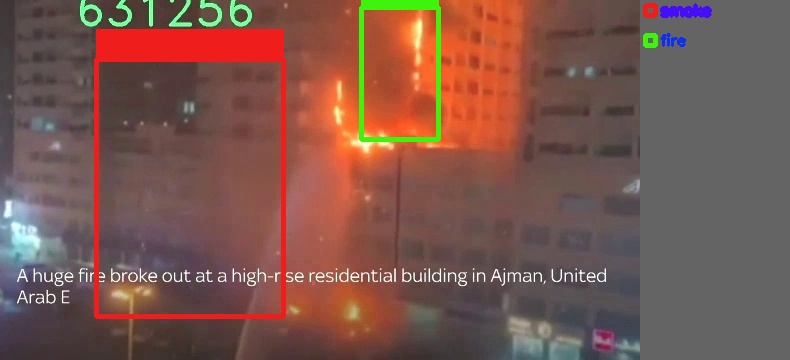 631256
smoke
fire
A huge fire broke out at a high-rise residential building in Ajman, United
Arab E